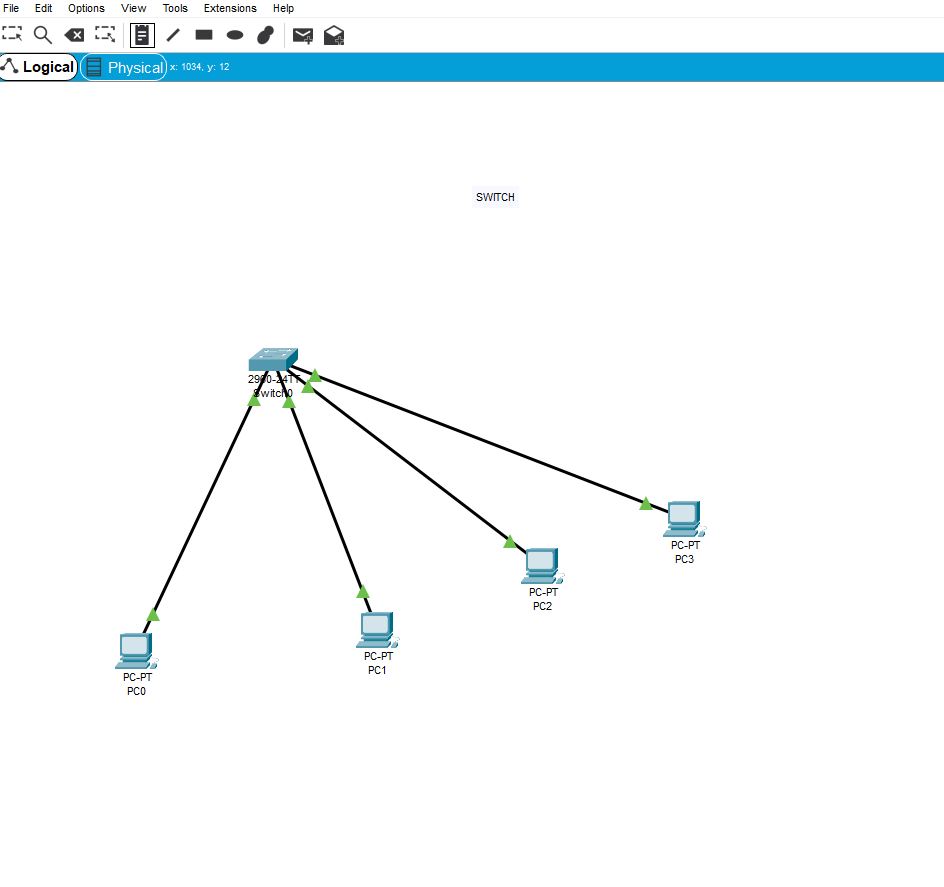 File Edit Options View Tools Extensions Help
Logical Physical x: 1034, y: 12
SWITCH
2960-24TT
Switch0
PC-PT
PC3
PC-PT
PC2
PC-PT
PC1
PC-PT
PC0